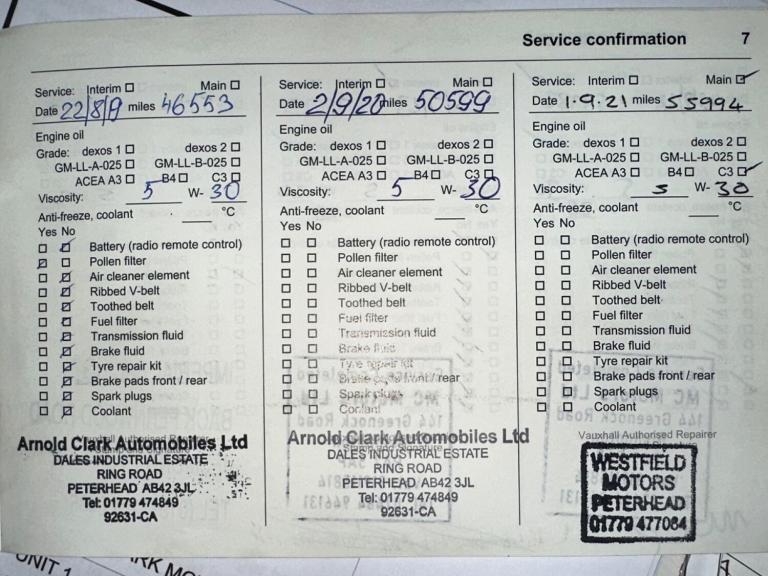 Service confirmation 7
Service: Interim ☐ Main ☐
Date 22/8/9 miles 46553
Engine oil
Grade: dexos 1 ☐ dexos 2 ☐
GM-LL-A-025 ☐ GM-LL-B-025 ☐
ACEA A3 ☐ B4 ☐ C3 ☐
Viscosity: 5 W- 30
Anti-freeze, coolant °C
Yes No
Battery (radio remote control)
Pollen filter
Air cleaner element
Ribbed V-belt
Toothed belt
Fuel filter
Transmission fluid
Brake fluid
Tyre repair kit
Brake pads front / rear
Spark plugs
Coolant
Arnold Clark Automobiles Ltd
DALES INDUSTRIAL ESTATE
RING ROAD
PETERHEAD AB42 3JL
Tel: 01779 474849
92631-CA
Service: Interim ☐ Main ☐
Date 2/9/20 miles 50599
Engine oil
Grade: dexos 1 ☐ dexos 2 ☐
GM-LL-A-025 ☐ GM-LL-B-025 ☐
ACEA A3 ☐ B4 ☐ C3 ☐
Viscosity: 5 W- 30
Anti-freeze, coolant °C
Yes No
Battery (radio remote control)
Pollen filter
Air cleaner element
Ribbed V-belt
Toothed belt
Fuel filter
Transmission fluid
Brake fluid
Tyre repair kit
Brake pads front / rear
Spark plugs
Coolant
Arnold Clark Automobiles Ltd
DALES INDUSTRIAL ESTATE
RING ROAD
PETERHEAD AB42 3JL
Tel: 01779 474849
92631-CA
Service: Interim ☐ Main ☑
Date 1.9.21 miles 55994
Engine oil
Grade: dexos 1 ☐ dexos 2 ☐
GM-LL-A-025 ☐ GM-LL-B-025 ☐
ACEA A3 ☐ B4 ☐ C3 ☑
Viscosity: 5 W- 30
Anti-freeze, coolant °C
Yes No
Battery (radio remote control)
Pollen filter
Air cleaner element
Ribbed V-belt
Toothed belt
Fuel filter
Transmission fluid
Brake fluid
Tyre repair kit
Brake pads front / rear
Spark plugs
Coolant
Vauxhall Authorised Repairer
WESTFIELD
MOTORS
PETERHEAD
01779 477064
UNIT 1